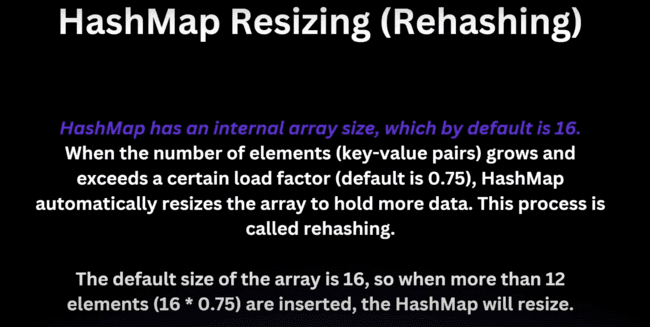 HashMap Resizing (Rehashing)
HashMap has an internal array size, which by default is 16.
When the number of elements (key-value pairs) grows and
exceeds a certain load factor (default is 0.75), HashMap
automatically resizes the array to hold more data. This process is
called rehashing.
The default size of the array is 16, so when more than 12
elements (16 * 0.75) are inserted, the HashMap will resize.